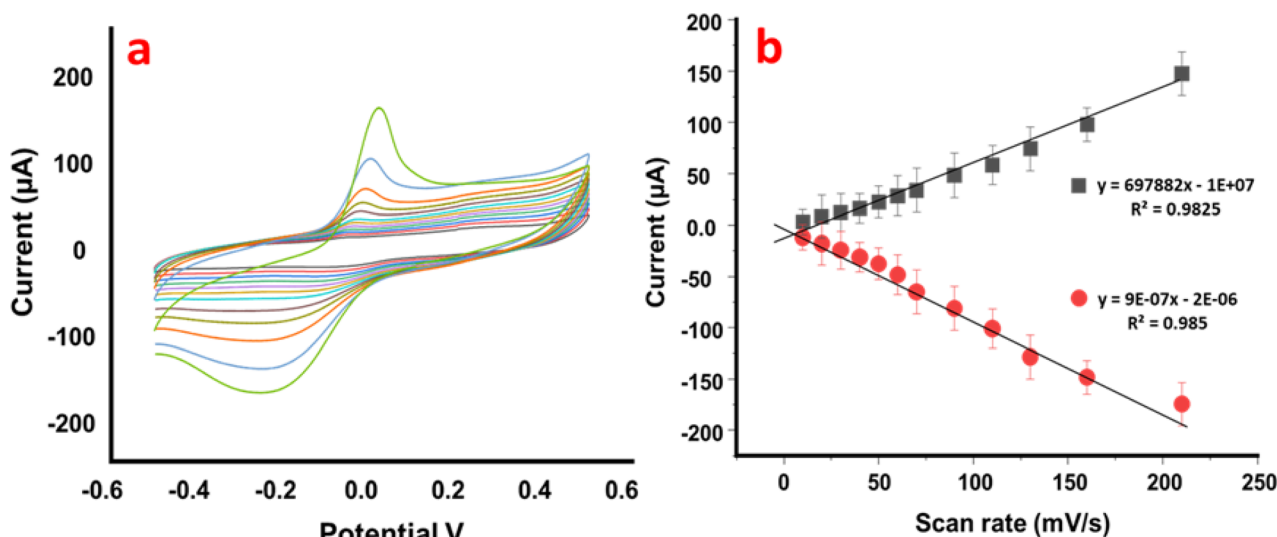 a
Current (µA)
200
100
0
-100
-200
-0.6 -0.4 -0.2 0.0 0.2 0.4 0.6
Potential V
b
Current (µA)
200
150
100
50
0.0
-50
-100
-150
-200
y = 697882x - 1E+07
R² = 0.9825
y = 9E-07x - 2E-06
R² = 0.985
0 50 100 150 200 250
Scan rate (mV/s)